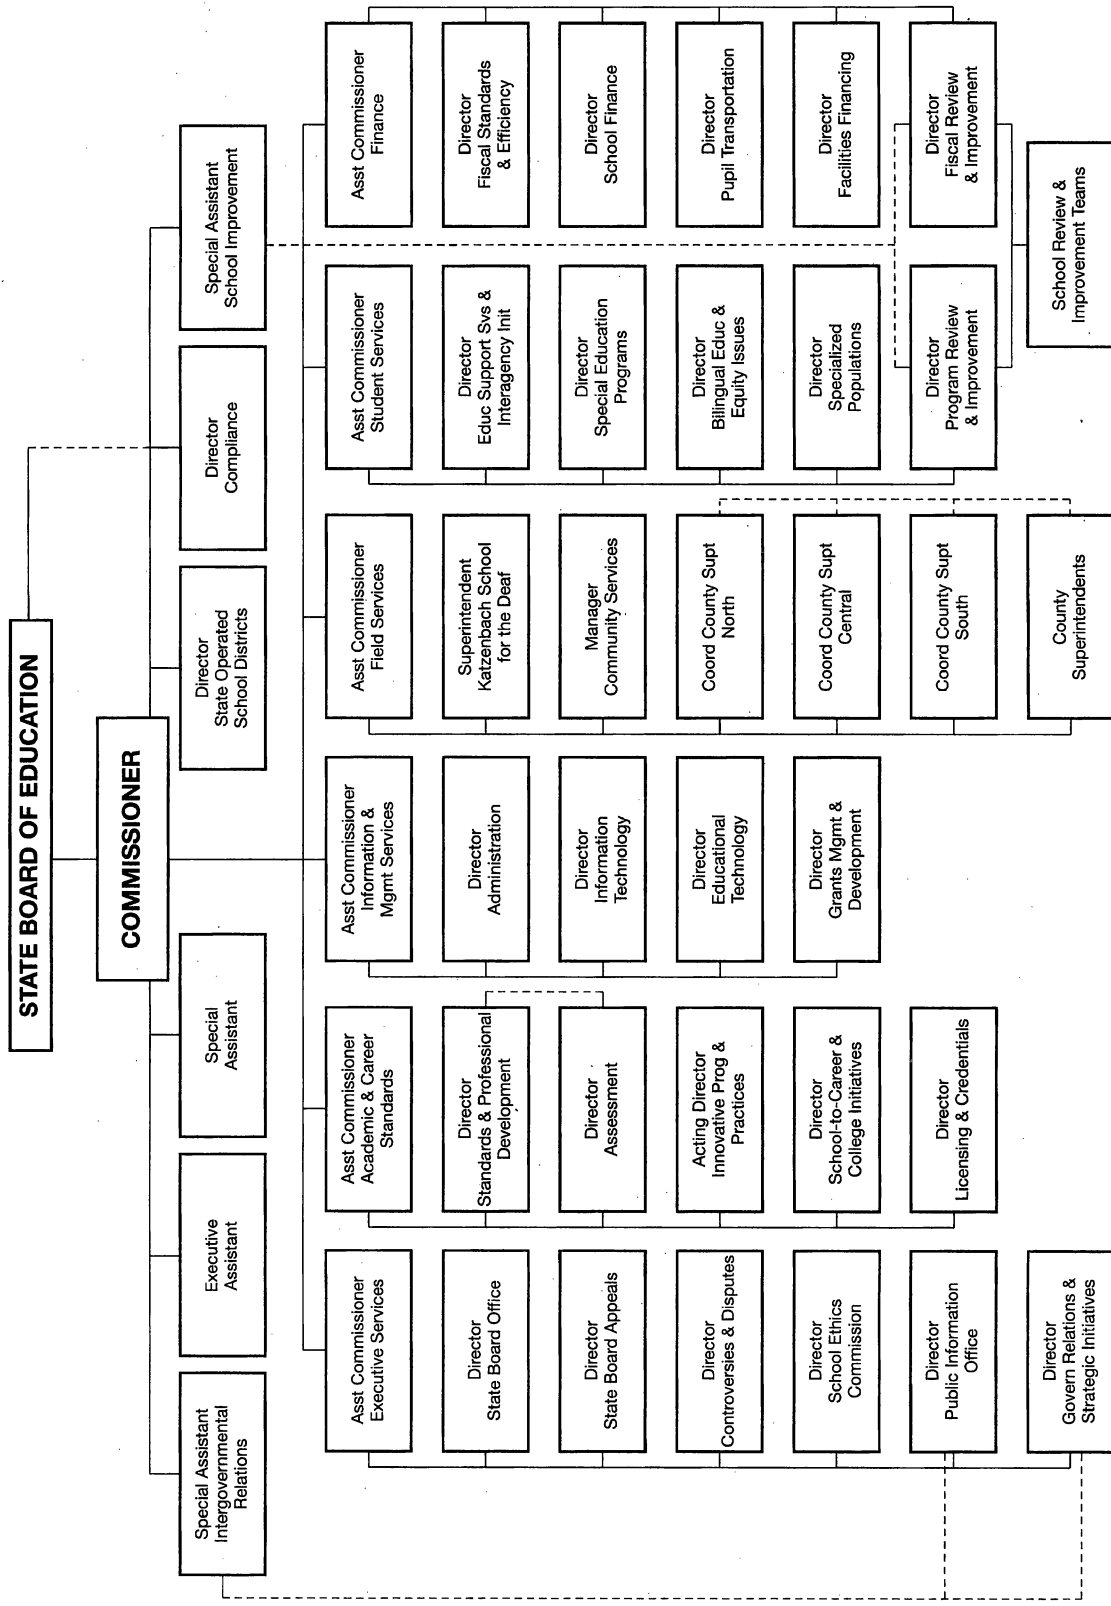 STATE BOARD OF EDUCATION
COMMISSIONER
Special Assistant
Intergovernmental
Relations
Executive
Assistant
Special
Assistant
Director
State Operated
School Districts
Director
Compliance
Special Assistant
School Improvement
Asst Commissioner
Executive Services
Director
State Board Office
Director
State Board Appeals
Director
Controversies & Disputes
Director
School Ethics
Commission
Director
Public Information
Office
Director
Govern Relations &
Strategic Initiatives
Asst Commissioner
Academic & Career
Standards
Director
Standards & Professional
Development
Director
Assessment
Acting Director
Innovative Prog &
Practices
Director
School-to-Career &
College Initiatives
Director
Licensing & Credentials
Asst Commissioner
Information &
Mgmt Services
Director
Administration
Director
Information
Technology
Director
Educational
Technology
Director
Grants Mgmt &
Development
Asst Commissioner
Field Services
Superintendent
Katzenbach School
for the Deaf
Manager
Community Services
Coord County Supt
North
Coord County Supt
Central
Coord County Supt
South
County
Superintendents
Asst Commissioner
Student Services
Director
Educ Support Svs &
Interagency Init
Director
Special Education
Programs
Director
Bilingual Educ &
Equity Issues
Director
Specialized
Populations
Director
Program Review
& Improvement
Asst Commissioner
Finance
Director
Fiscal Standards
& Efficiency
Director
School Finance
Director
Pupil Transportation
Director
Facilities Financing
Director
Fiscal Review
& Improvement
School Review &
Improvement Teams